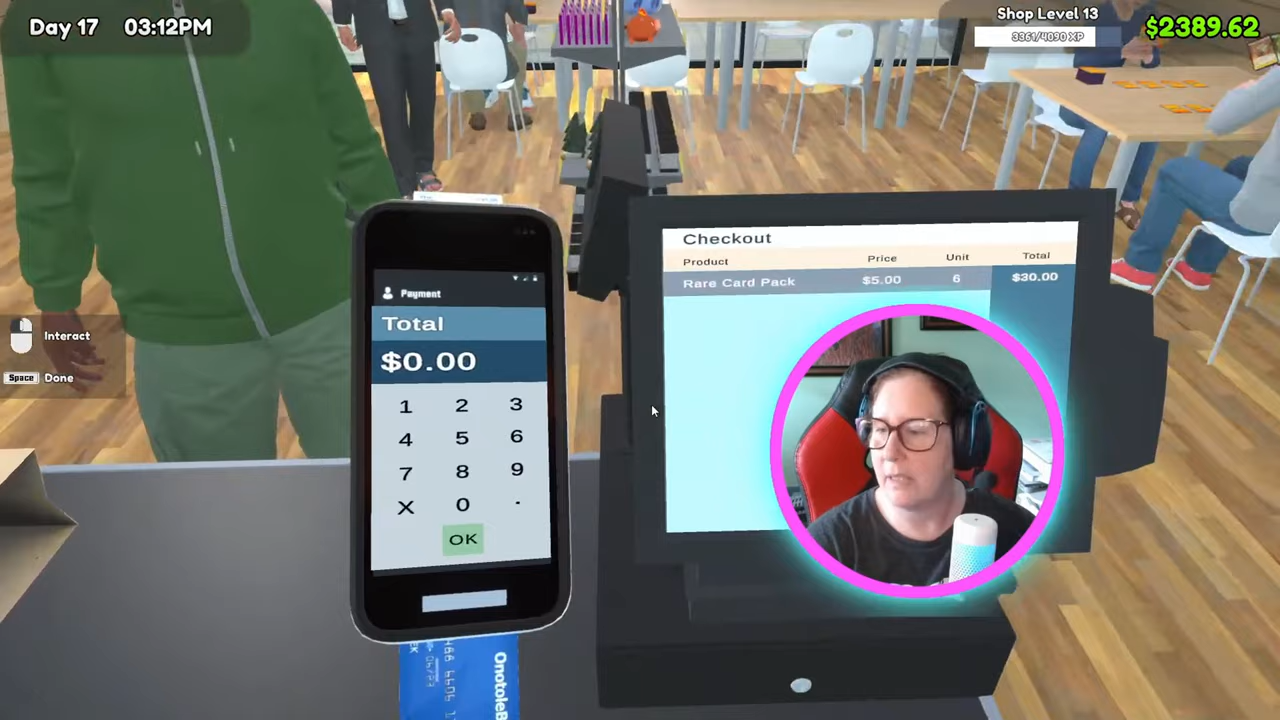 Day 17 03:12PM
Shop Level 13
3361/4090 XP
$2389.62
Interact
Space Done
Payment
Total
$0.00
1 2 3
4 5 6
7 8 9
X 0 .
OK
Checkout
Product Price Unit Total
Rare Card Pack $5.00 6 $30.00